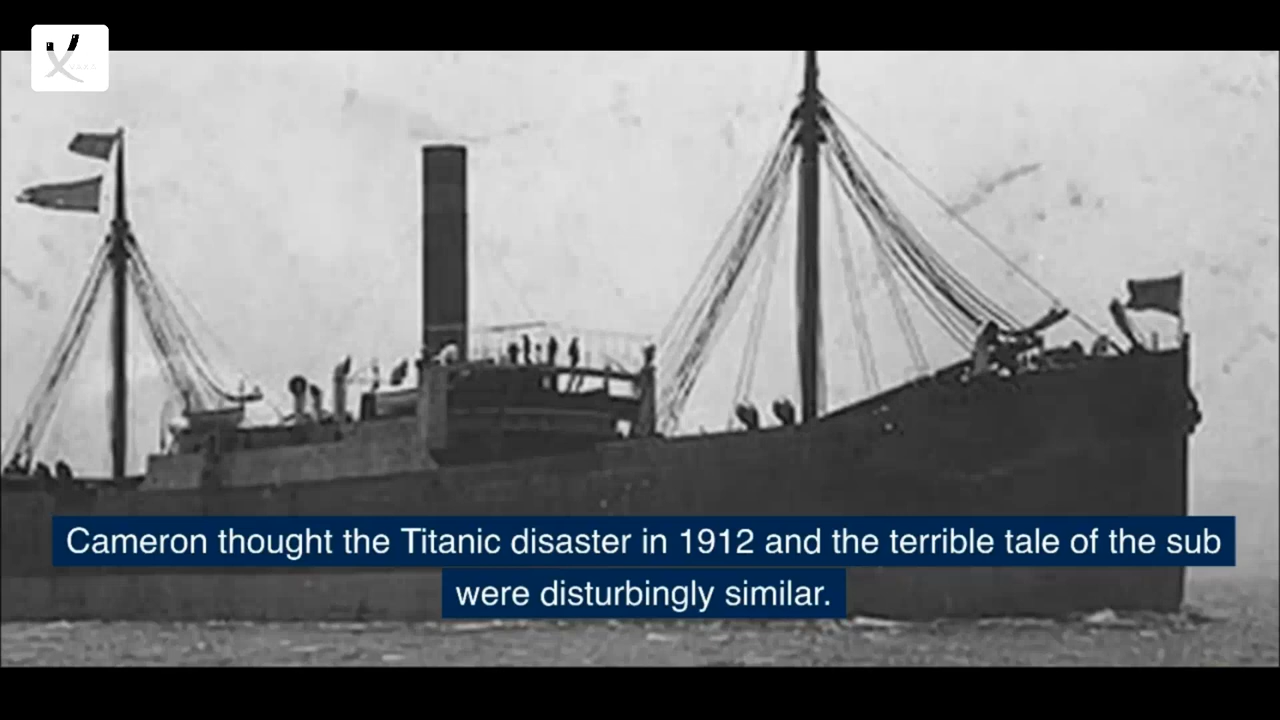 Cameron thought the Titanic disaster in 1912 and the terrible tale of the sub
were disturbingly similar.